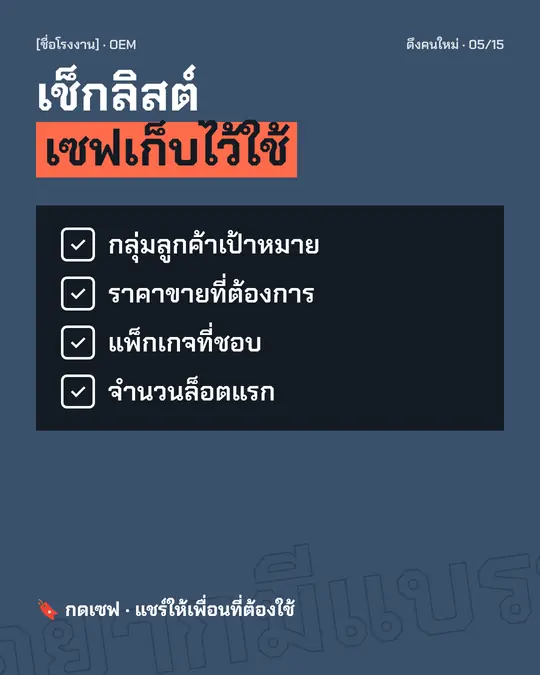 [ชื่อโรงงาน] · OEM
ดึงคนใหม่ · 05/15
เช็กลิสต์
เซฟเก็บไว้ใช้
กลุ่มลูกค้าเป้าหมาย
ราคาขายที่ต้องการ
แพ็กเกจที่ชอบ
จำนวนล็อตแรก
กดเซฟ · แชร์ให้เพื่อนที่ต้องใช้